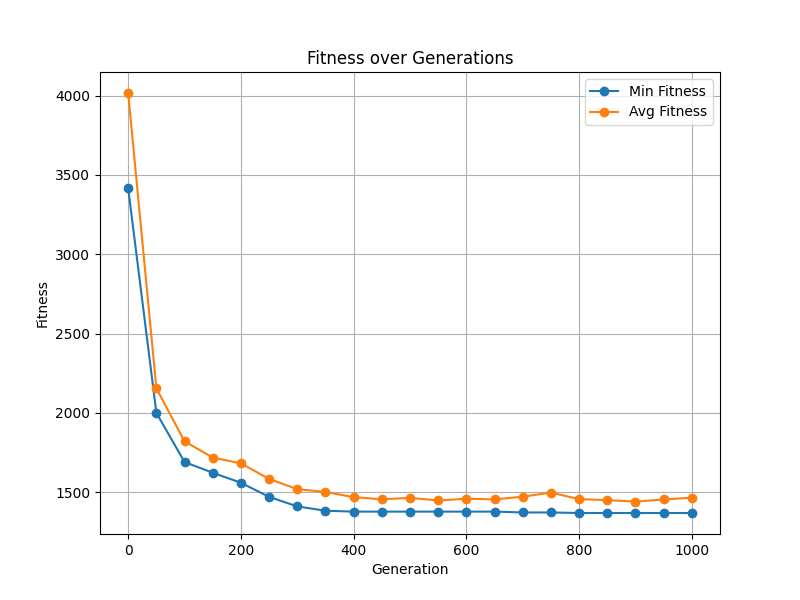 Fitness over Generations
Min Fitness
Avg Fitness
4000
3500
3000
2500
2000
1500
Fitness
0 200 400 600 800 1000
Generation